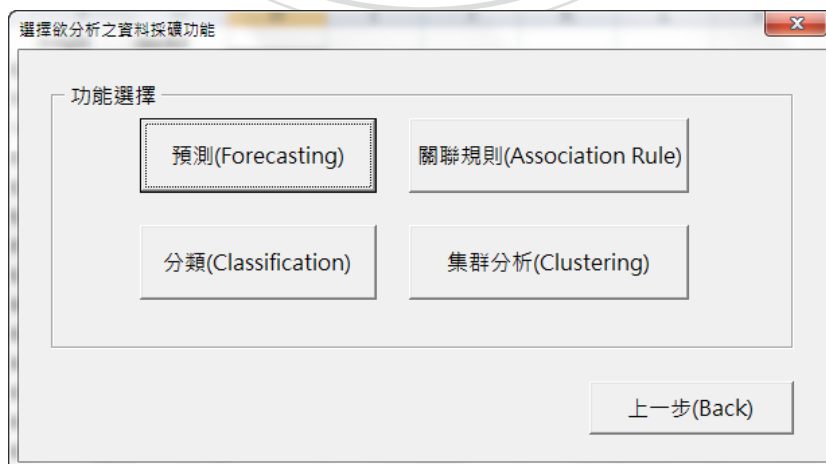 選擇欲分析之資料採礦功能
功能選擇
預測(Forecasting)
關聯規則(Association Rule)
分類(Classification)
集群分析(Clustering)
上一步(Back)